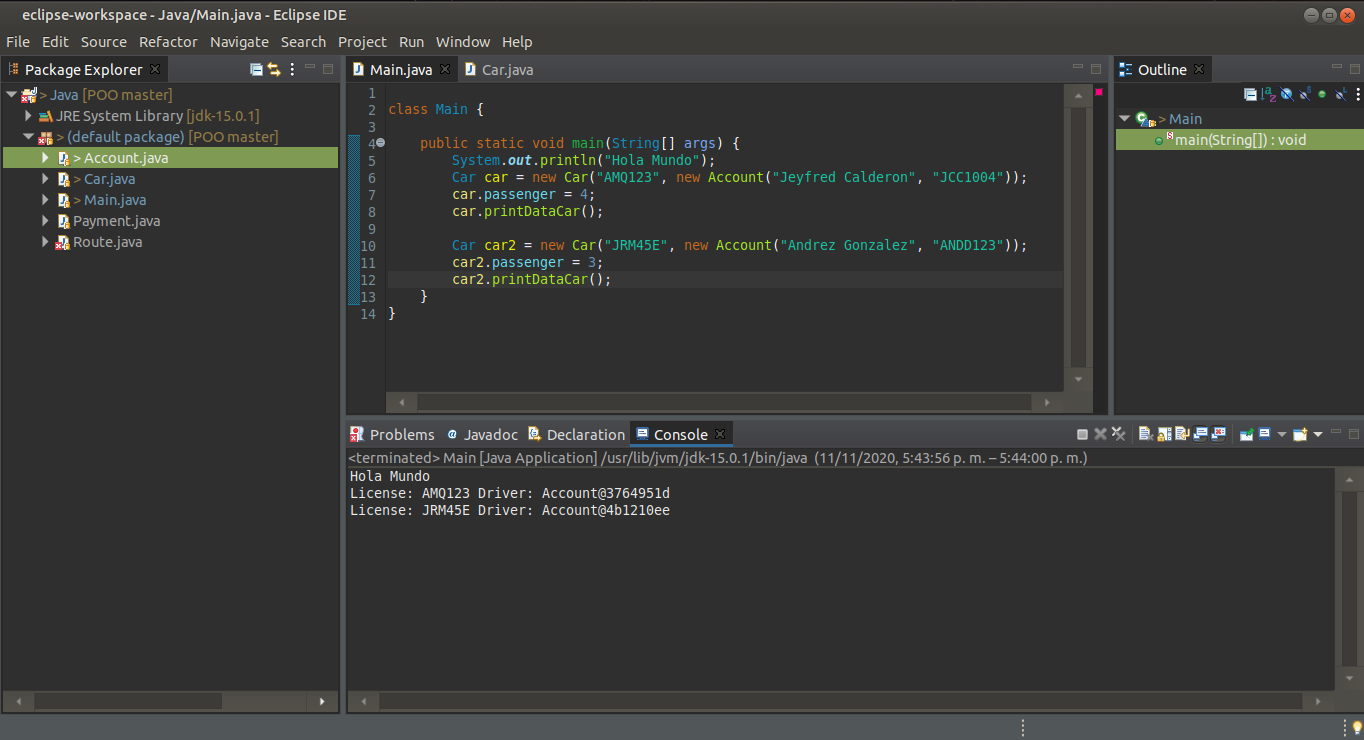 eclipse-workspace - Java/Main.java - Eclipse IDE
File Edit Source Refactor Navigate Search Project Run Window Help
Package Explorer
> Java [POO master]
JRE System Library [jdk-15.0.1]
> (default package) [POO master]
> Account.java
> Car.java
> Main.java
Payment.java
Route.java
Main.java Car.java
1
2 class Main {
3
4 public static void main(String[] args) {
5 System.out.println("Hola Mundo");
6 Car car = new Car("AMQ123", new Account("Jeyfred Calderon", "JCC1004"));
7 car.passenger = 4;
8 car.printDataCar();
9
10 Car car2 = new Car("JRM45E", new Account("Andrez Gonzalez", "ANDD123"));
11 car2.passenger = 3;
12 car2.printDataCar();
13 }
14 }
Outline
> Main
main(String[]) : void
Problems Javadoc Declaration Console
<terminated> Main [Java Application] /usr/lib/jvm/jdk-15.0.1/bin/java (11/11/2020, 5:43:56 p. m. – 5:44:00 p. m.)
Hola Mundo
License: AMQ123 Driver: Account@3764951d
License: JRM45E Driver: Account@4b1210ee